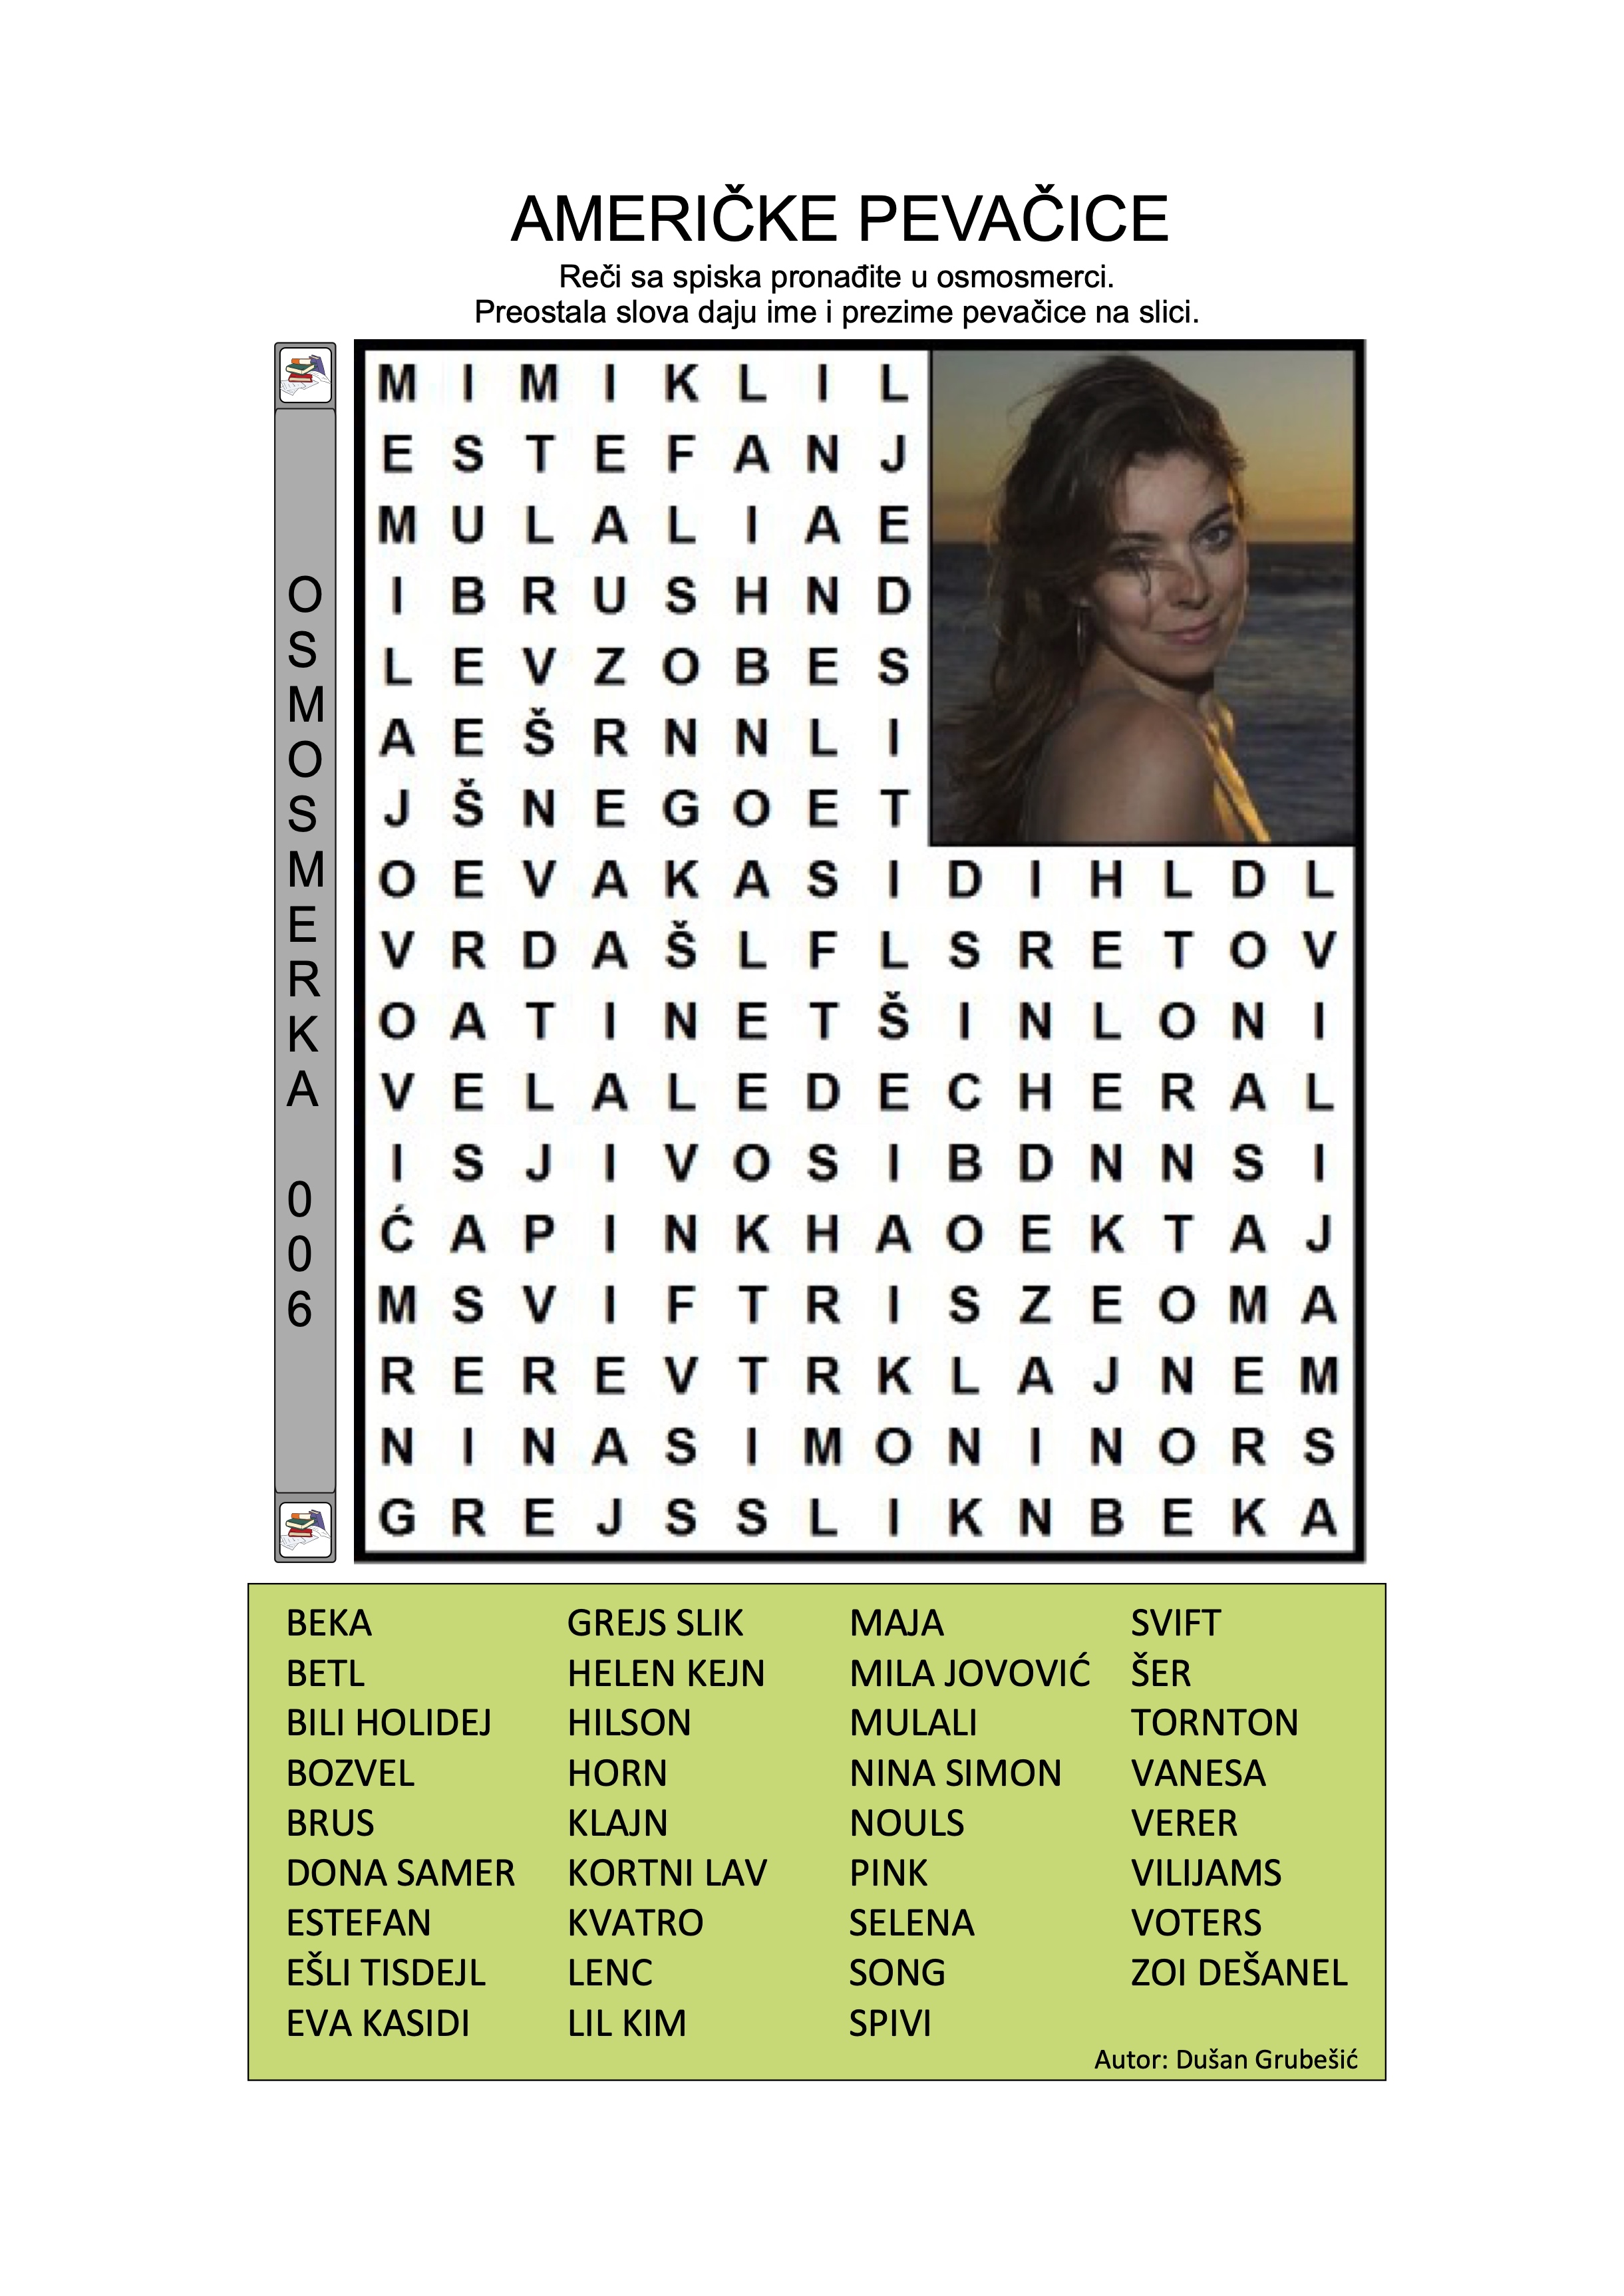 AMERIČKE PEVAČICE
Reči sa spiska pronađite u osmosmerci.
Preostala slova daju ime i prezime pevačice na slici.
OSMOSMERKA 006
M I M I K L I L
E S T E F A N J
M U L A L I A E
I B R U S H N D
L E V Z O B E S
A E Š R N N L I
J Š N E G O E T
O E V A K A S I D I H L D L
V R D A Š L F L S R E T O V
O A T I N E T Š I N L O N I
V E L A L E D E C H E R A L
I S J I V O S I B D N N S I
Ć A P I N K H A O E K T A J
M S V I F T R I S Z E O M A
R E R E V T R K L A J N E M
N I N A S I M O N I N O R S
G R E J S S L I K N B E K A
BEKA GREJS SLIK MAJA SVIFT
BETL HELEN KEJN MILA JOVOVIĆ ŠER
BILI HOLIDEJ HILSON MULALI TORNTON
BOZVEL HORN NINA SIMON VANESA
BRUS KLAJN NOULS VERER
DONA SAMER KORTNI LAV PINK VILIJAMS
ESTEFAN KVATRO SELENA VOTERS
EŠLI TISDEJL LENC SONG ZOI DEŠANEL
EVA KASIDI LIL KIM SPIVI
Autor: Dušan Grubešić